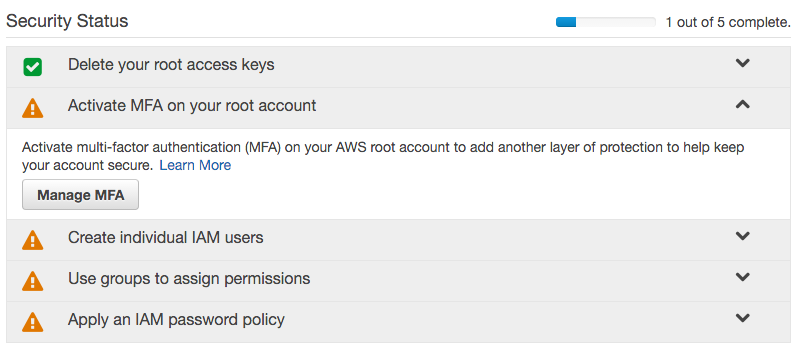 Security Status
1 out of 5 complete.
Delete your root access keys
Activate MFA on your root account
Activate multi-factor authentication (MFA) on your AWS root account to add another layer of protection to help keep
your account secure. Learn More
Manage MFA
Create individual IAM users
Use groups to assign permissions
Apply an IAM password policy